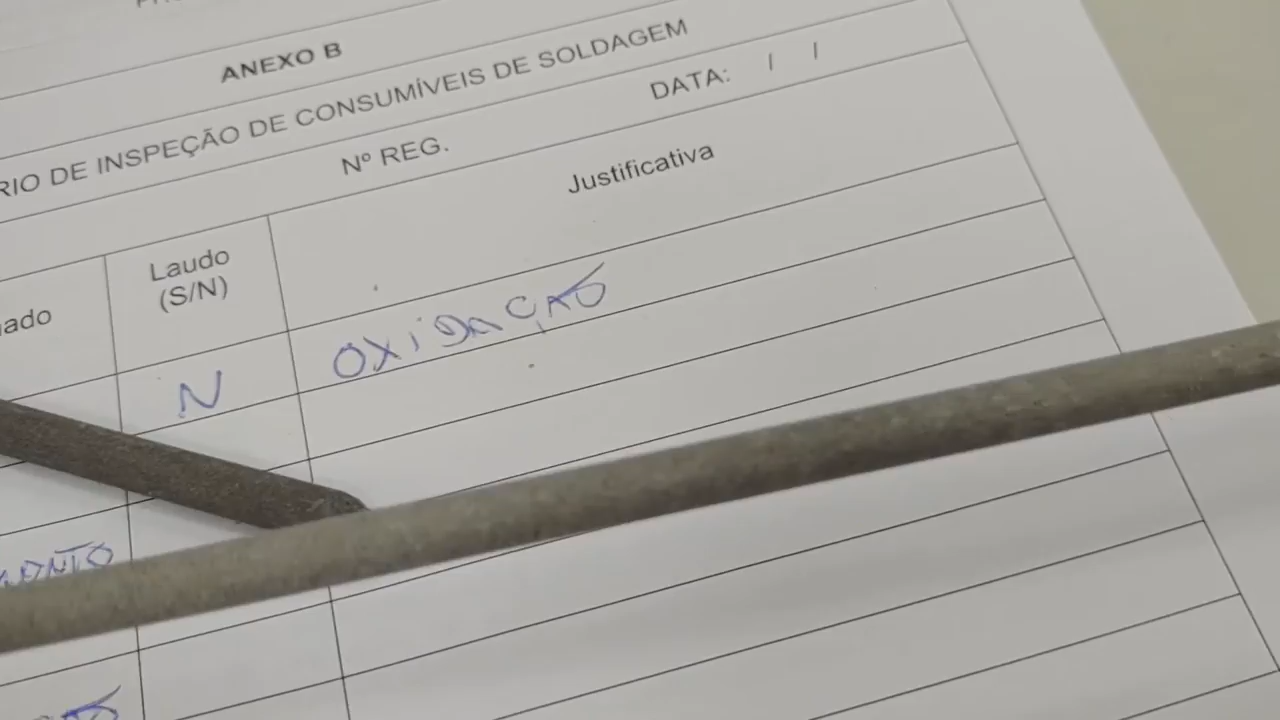 ANEXO B
RIO DE INSPEÇÃO DE CONSUMÍVEIS DE SOLDAGEM
Nº REG. DATA: / /
ado Laudo (S/N) Justificativa
N OXIDAÇÃO